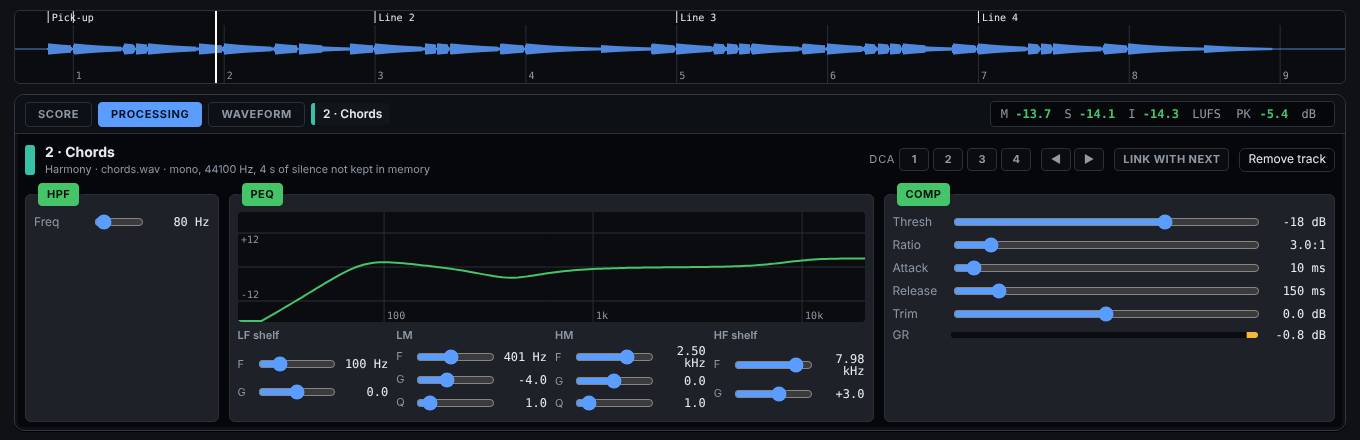 Pick-up Line 2 Line 3 Line 4
1 2 3 4 5 6 7 8 9
SCORE PROCESSING WAVEFORM 2 · Chords M -13.7 S -14.1 I -14.3 LUFS PK -5.4 dB
2 · Chords
Harmony · chords.wav · mono, 44100 Hz, 4 s of silence not kept in memory
DCA 1 2 3 4 ◀ ▶ LINK WITH NEXT Remove track
HPF
Freq 80 Hz
PEQ
+12
-12
100 1k 10k
LF shelf
F 100 Hz
G 0.0
LM
F 401 Hz
G -4.0
Q 1.0
HM
F 2.50 kHz
G 0.0
Q 1.0
HF shelf
F 7.98 kHz
G +3.0
COMP
Thresh -18 dB
Ratio 3.0:1
Attack 10 ms
Release 150 ms
Trim 0.0 dB
GR -0.8 dB